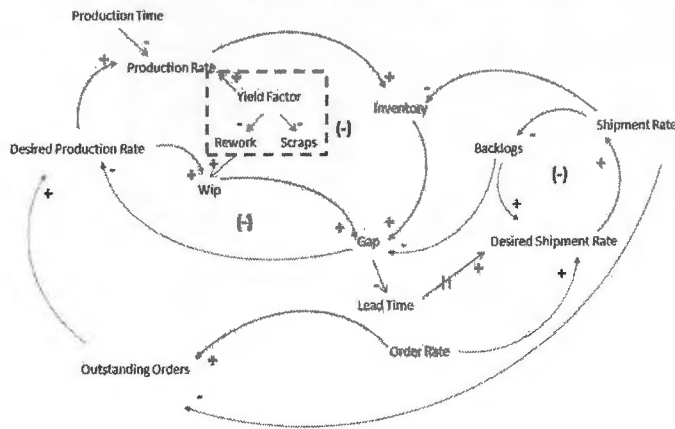 Production Time
-
+
Production Rate
+
Yield Factor
+
-
Inventory
-
-
(-)
Rework
Scraps
Desired Production Rate
-
+
+
Wip
(-)
+
+
Gap
-
Backlogs
-
Shipment Rate
+
(-)
+
Desired Shipment Rate
-
Lead Time
+
+
+
Order Rate
Outstanding Orders
+
-